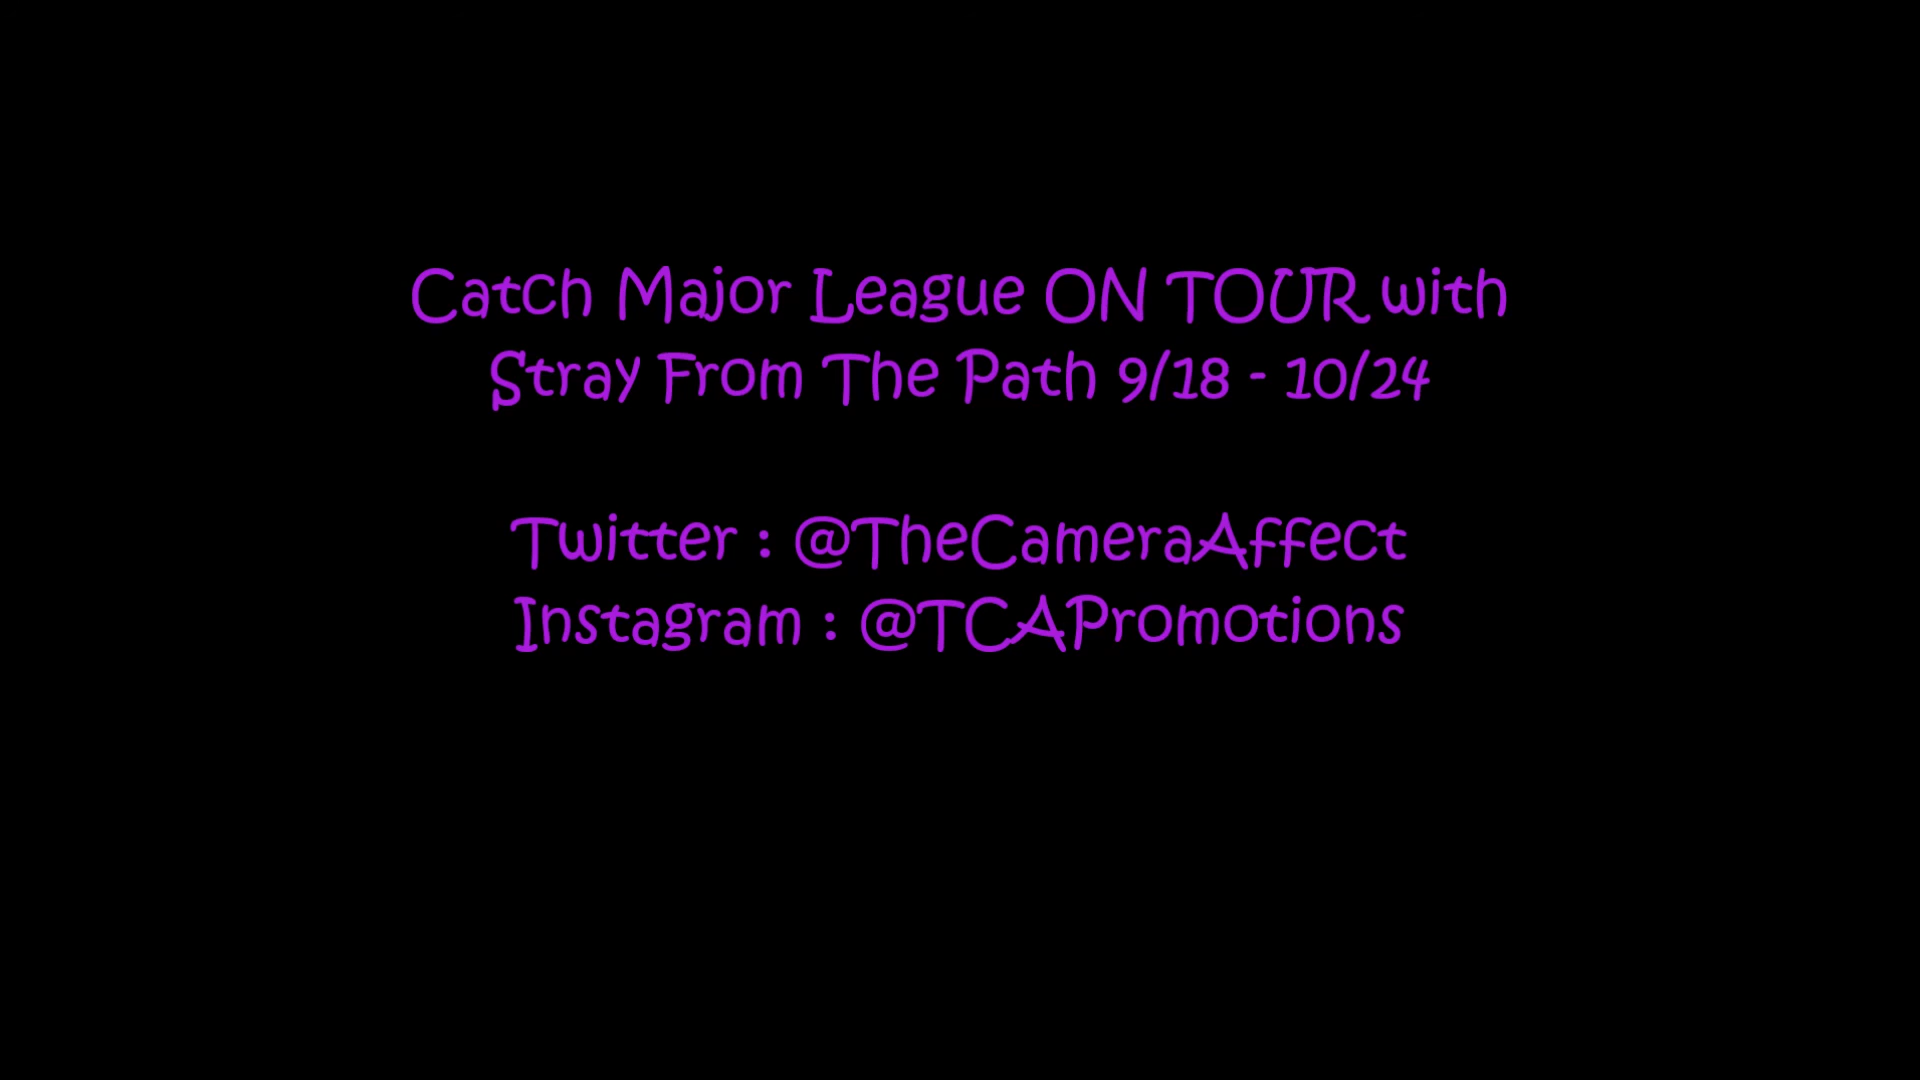 Catch Major League ON TOUR with
Stray From The Path 9/18 - 10/24
Twitter : @TheCameraAffect
Instagram : @TCAPromotions